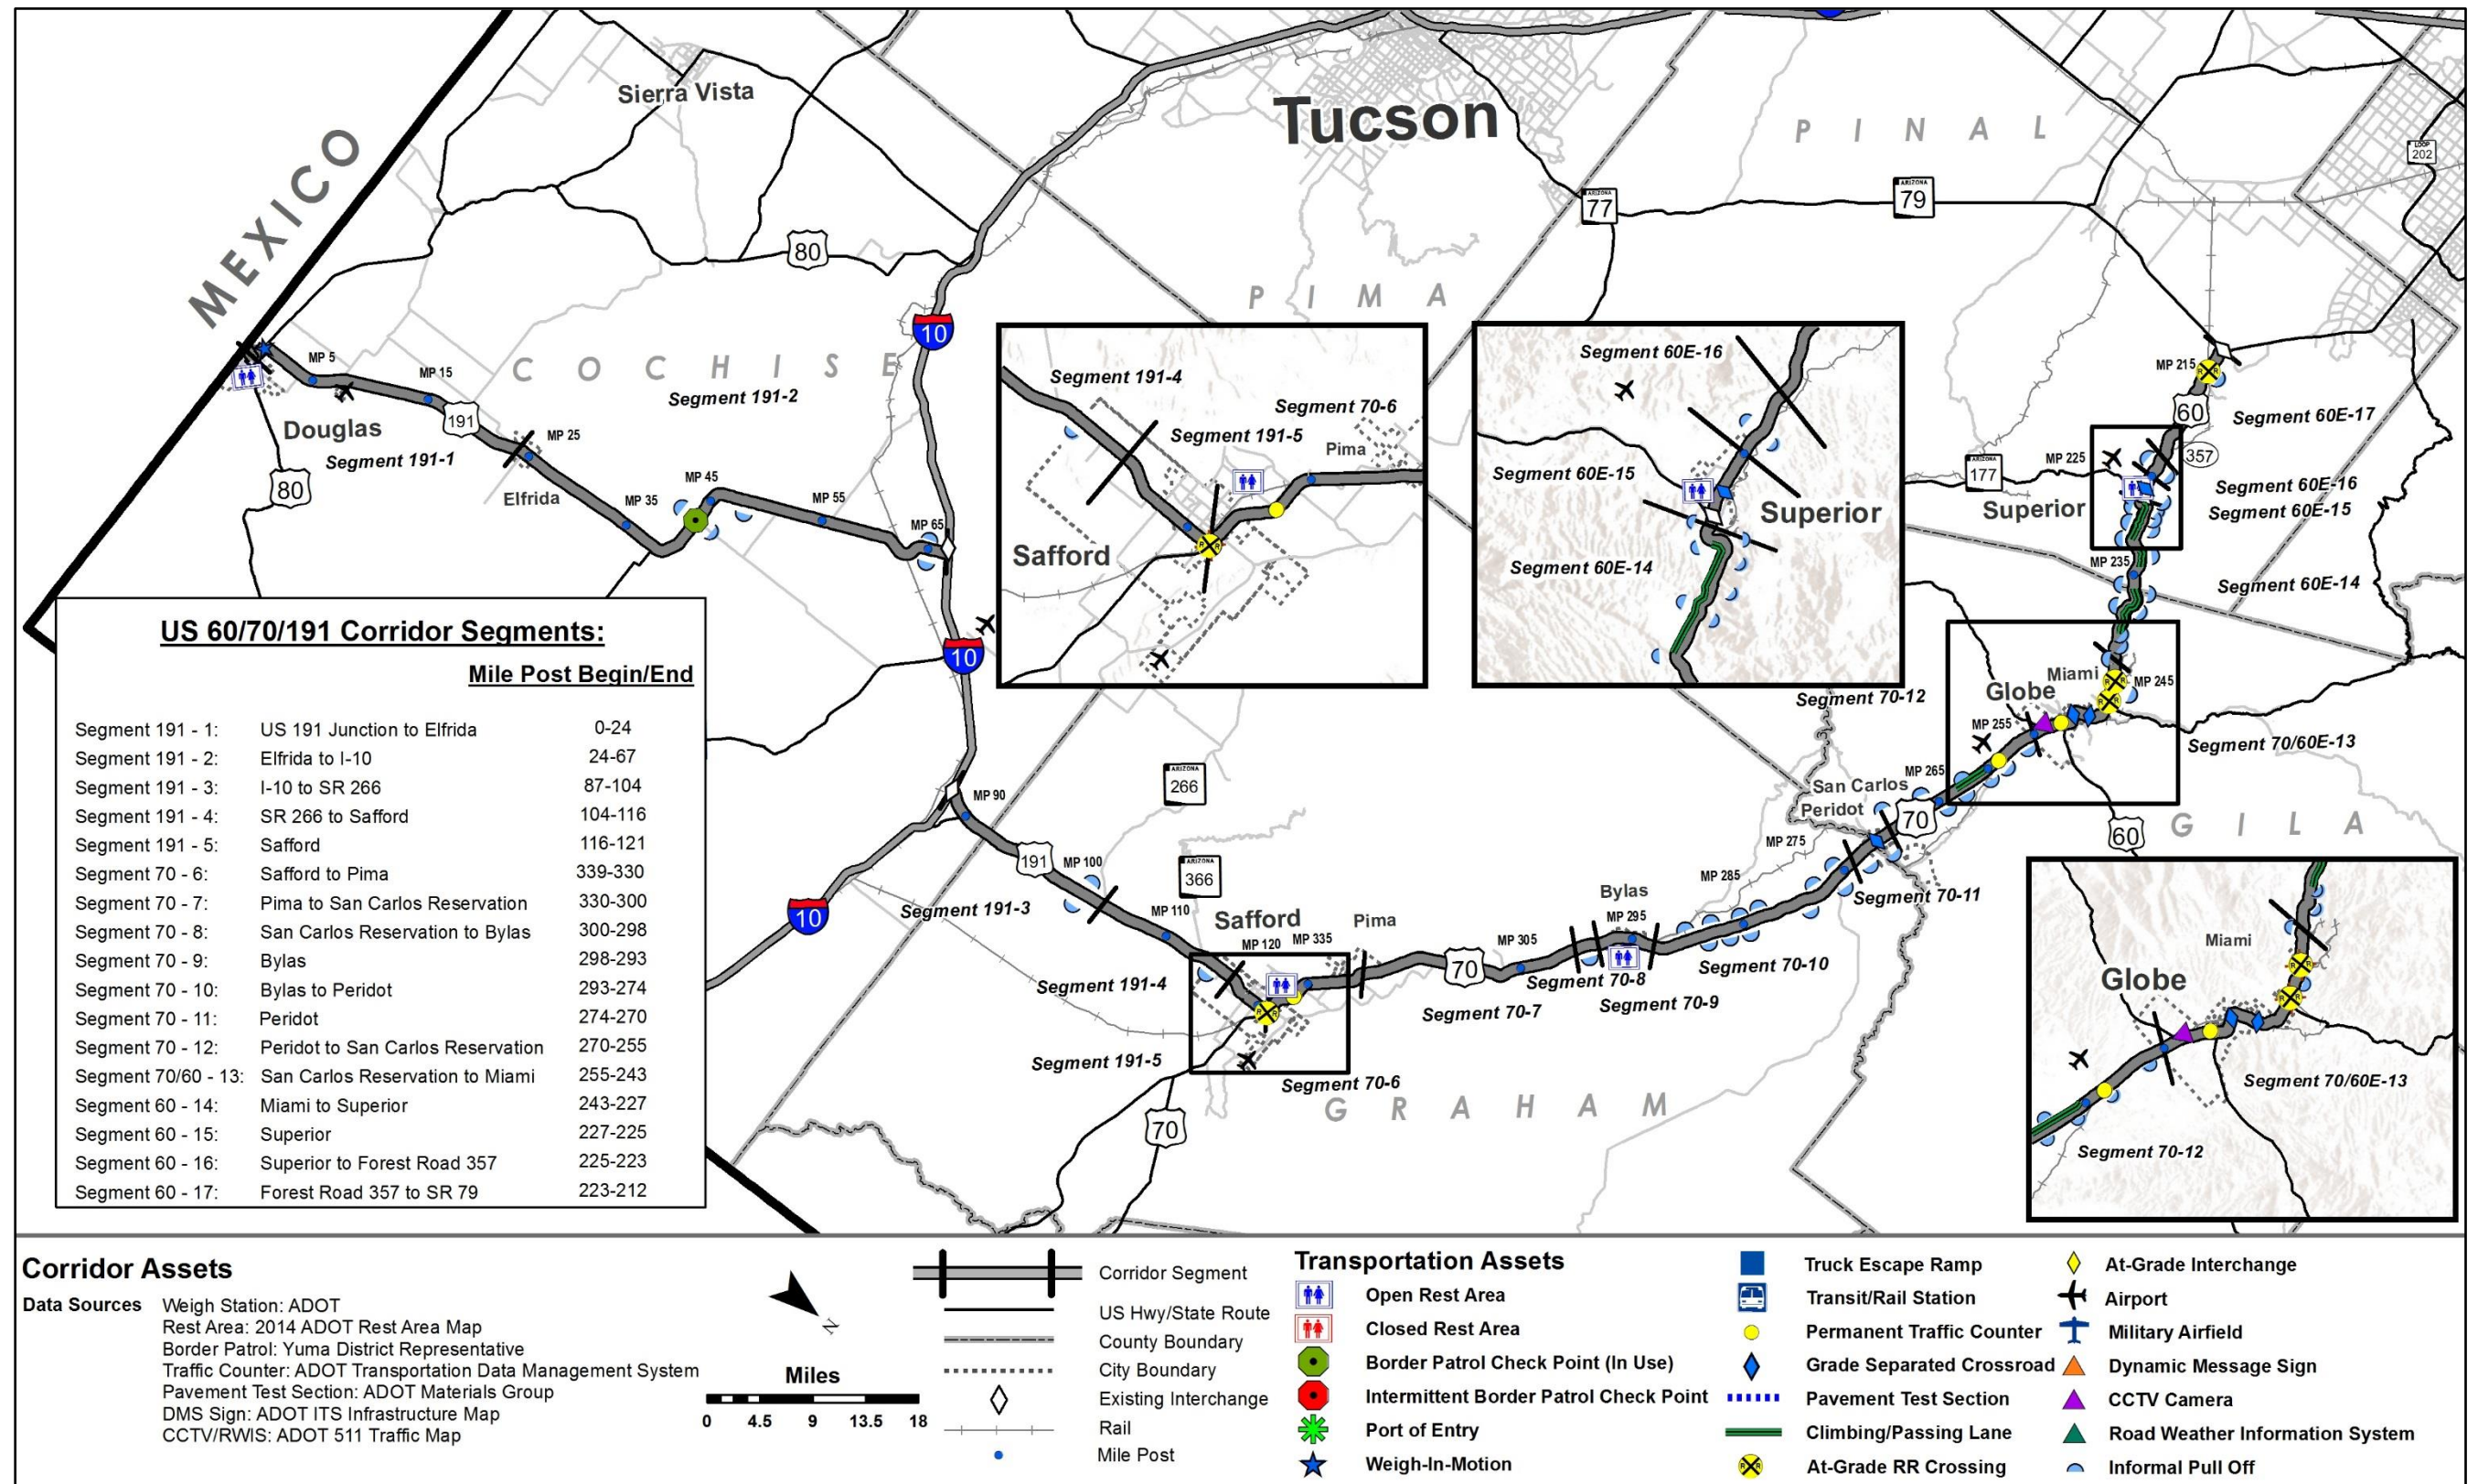 Sierra Vista
Tucson
MEXICO
PINAL
PIMA
COCHISE
GRAHAM
GILA
80
10
ARIZONA
77
ARIZONA
79
LOOP
202
MP 5
MP 15
191
MP 25
Douglas
Segment 191-1
80
Elfrida
Segment 191-2
MP 35
MP 45
MP 55
MP 65
10
Segment 191-4
Segment 70-6
Segment 191-5
Pima
Safford
Segment 60E-16
Segment 60E-15
Superior
Segment 60E-14
MP 215
60
Segment 60E-17
357
MP 225
ARIZONA
177
Superior
Segment 60E-16
Segment 60E-15
MP 235
Segment 60E-14
Miami
Globe
MP 245
MP 255
Segment 70/60E-13
Segment 70-12
San Carlos
MP 265
Peridot
70
60
MP 275
Segment 70-11
MP 285
Bylas
MP 295
Segment 70-10
Segment 70-8
Segment 70-9
MP 305
70
Segment 70-7
Pima
MP 335
Safford
MP 120
MP 110
ARIZONA
266
ARIZONA
366
MP 90
191
MP 100
Segment 191-3
10
Segment 191-4
Segment 191-5
Segment 70-6
70
Miami
Globe
Segment 70/60E-13
Segment 70-12
US 60/70/191 Corridor Segments:
Mile Post Begin/End
Segment 191 - 1: US 191 Junction to Elfrida 0-24
Segment 191 - 2: Elfrida to I-10 24-67
Segment 191 - 3: I-10 to SR 266 87-104
Segment 191 - 4: SR 266 to Safford 104-116
Segment 191 - 5: Safford 116-121
Segment 70 - 6: Safford to Pima 339-330
Segment 70 - 7: Pima to San Carlos Reservation 330-300
Segment 70 - 8: San Carlos Reservation to Bylas 300-298
Segment 70 - 9: Bylas 298-293
Segment 70 - 10: Bylas to Peridot 293-274
Segment 70 - 11: Peridot 274-270
Segment 70 - 12: Peridot to San Carlos Reservation 270-255
Segment 70/60 - 13: San Carlos Reservation to Miami 255-243
Segment 60 - 14: Miami to Superior 243-227
Segment 60 - 15: Superior 227-225
Segment 60 - 16: Superior to Forest Road 357 225-223
Segment 60 - 17: Forest Road 357 to SR 79 223-212
Corridor Assets
Data Sources
Weigh Station: ADOT
Rest Area: 2014 ADOT Rest Area Map
Border Patrol: Yuma District Representative
Traffic Counter: ADOT Transportation Data Management System
Pavement Test Section: ADOT Materials Group
DMS Sign: ADOT ITS Infrastructure Map
CCTV/RWIS: ADOT 511 Traffic Map
N
Miles
0 4.5 9 13.5 18
Corridor Segment
US Hwy/State Route
County Boundary
City Boundary
Existing Interchange
Rail
Mile Post
Transportation Assets
Open Rest Area
Closed Rest Area
Border Patrol Check Point (In Use)
Intermittent Border Patrol Check Point
Port of Entry
Weigh-In-Motion
Truck Escape Ramp
Transit/Rail Station
Permanent Traffic Counter
Grade Separated Crossroad
Pavement Test Section
Climbing/Passing Lane
At-Grade RR Crossing
At-Grade Interchange
Airport
Military Airfield
Dynamic Message Sign
CCTV Camera
Road Weather Information System
Informal Pull Off